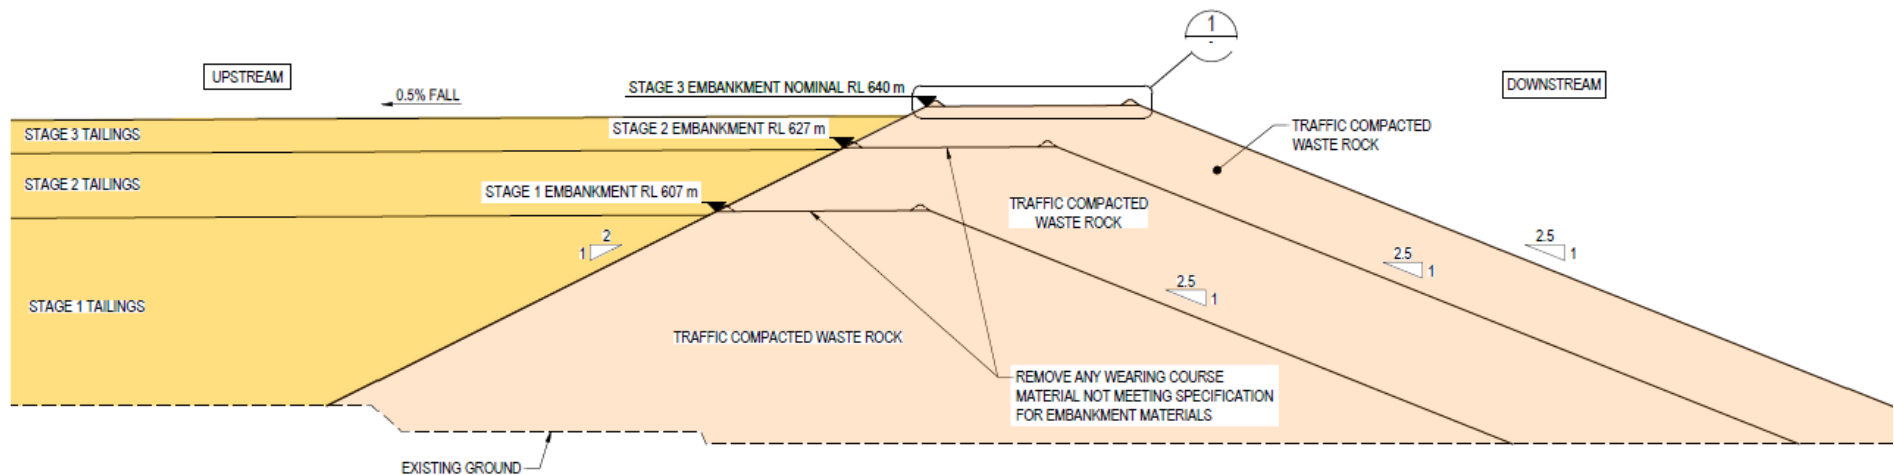 1
-
UPSTREAM
DOWNSTREAM
0.5% FALL
STAGE 3 EMBANKMENT NOMINAL RL 640 m
STAGE 3 TAILINGS
STAGE 2 EMBANKMENT RL 627 m
TRAFFIC COMPACTED
WASTE ROCK
STAGE 2 TAILINGS
STAGE 1 EMBANKMENT RL 607 m
TRAFFIC COMPACTED
WASTE ROCK
2
1
2.5
1
2.5
1
2.5
1
STAGE 1 TAILINGS
TRAFFIC COMPACTED WASTE ROCK
REMOVE ANY WEARING COURSE
MATERIAL NOT MEETING SPECIFICATION
FOR EMBANKMENT MATERIALS
EXISTING GROUND